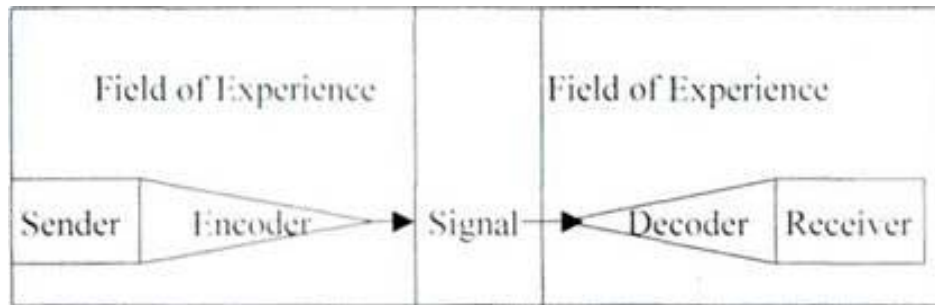 Field of Experience Field of Experience
Sender Encoder Signal Decoder Receiver